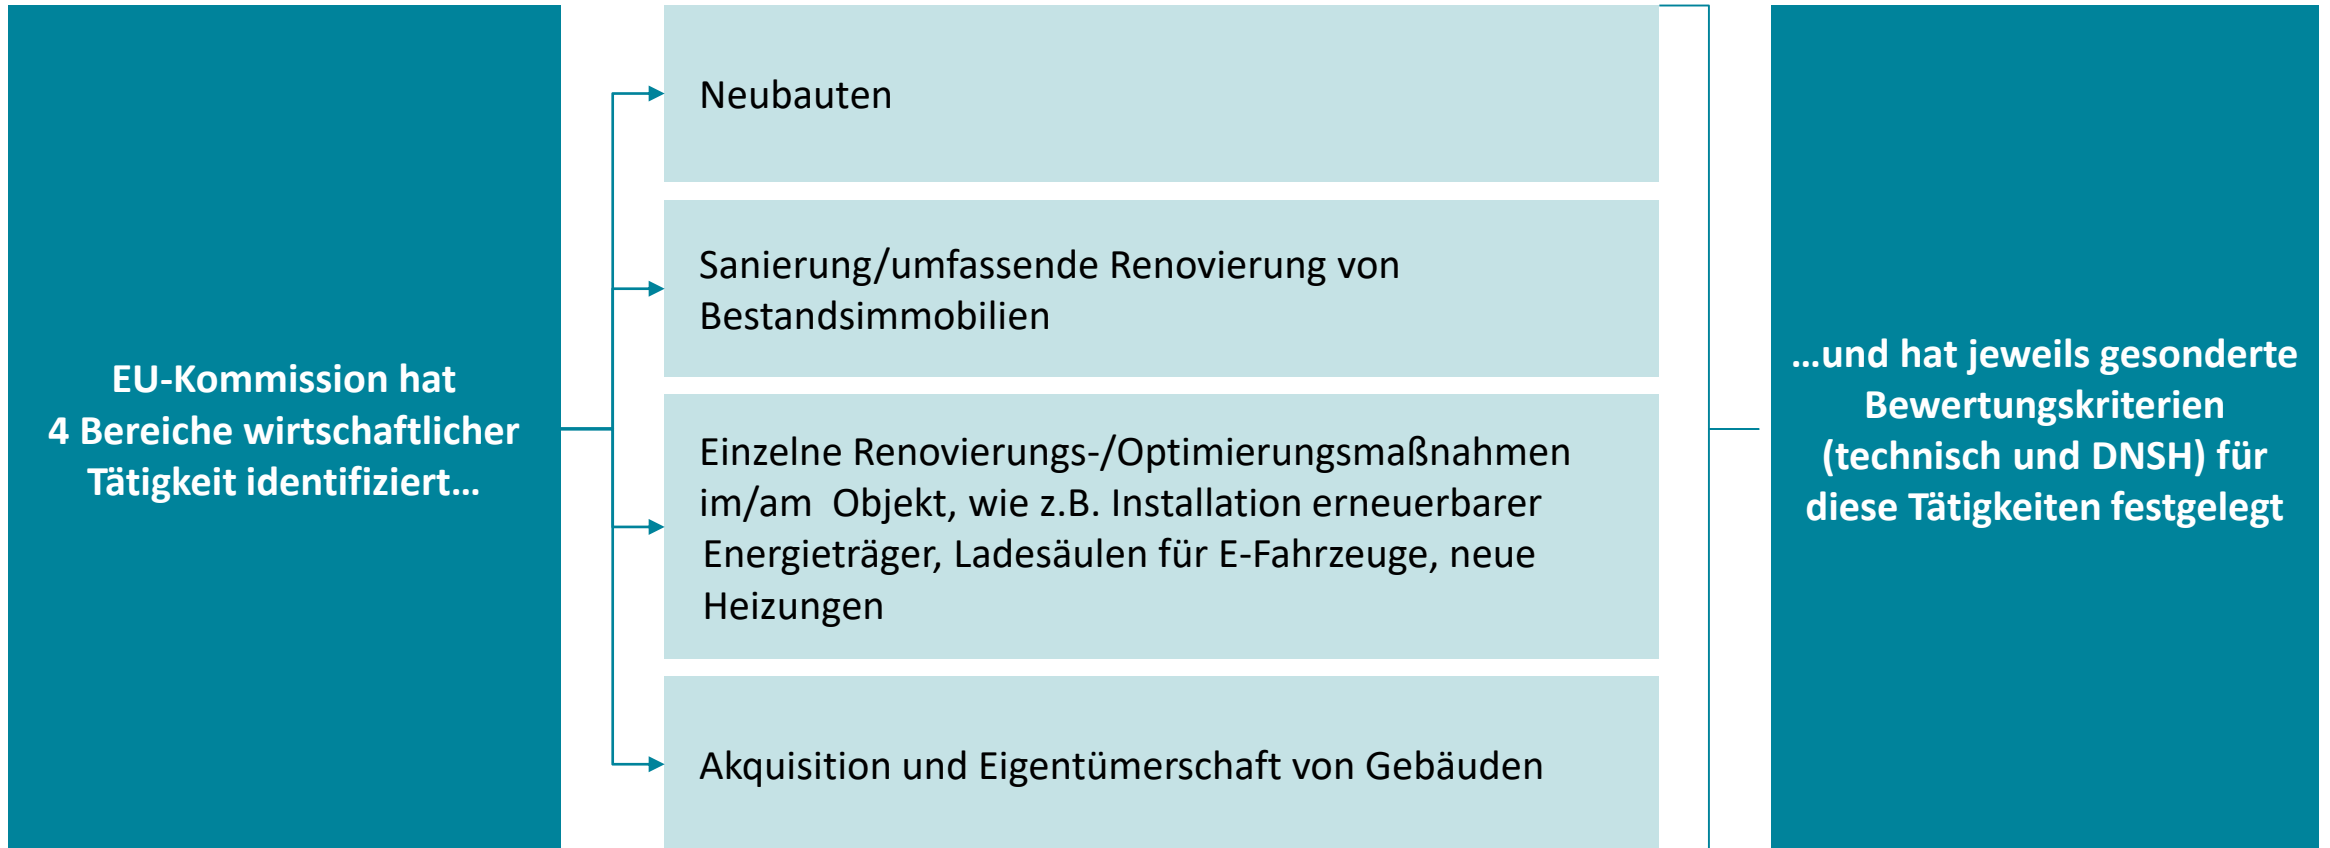 EU-Kommission hat
4 Bereiche wirtschaftlicher
Tätigkeit identifiziert…
Neubauten
Sanierung/umfassende Renovierung von
Bestandsimmobilien
Einzelne Renovierungs-/Optimierungsmaßnahmen
im/am  Objekt, wie z.B. Installation erneuerbarer
Energieträger, Ladesäulen für E-Fahrzeuge, neue
Heizungen
Akquisition und Eigentümerschaft von Gebäuden
…und hat jeweils gesonderte
Bewertungskriterien
(technisch und DNSH) für
diese Tätigkeiten festgelegt